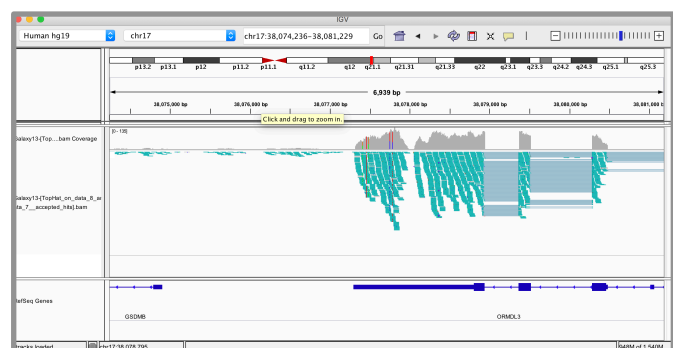 IGV
Human hg19 chr17 chr17:38,074,236-38,081,229 Go
p13.2 p13.1 p12 p11.2 p11.1 q11.2 q12 q21.1 q21.31 q21.33 q22 q23.1 q23.3 q24.2 q24.3 q25.1 q25.3
6,939 bp
38,075,000 bp 38,076,000 bp 38,077,000 bp 38,078,000 bp 38,079,000 bp 38,080,000 bp 38,081,000 b
Click and drag to zoom in.
[0 - 135]
Galaxy13-[Top....bam Coverage
Galaxy13-[TopHat_on_data_8_a
ata_7__accepted_hits].bam
RefSeq Genes
GSDMB ORMDL3
tracks loaded chr17:38,078,795 948M of 1,540M